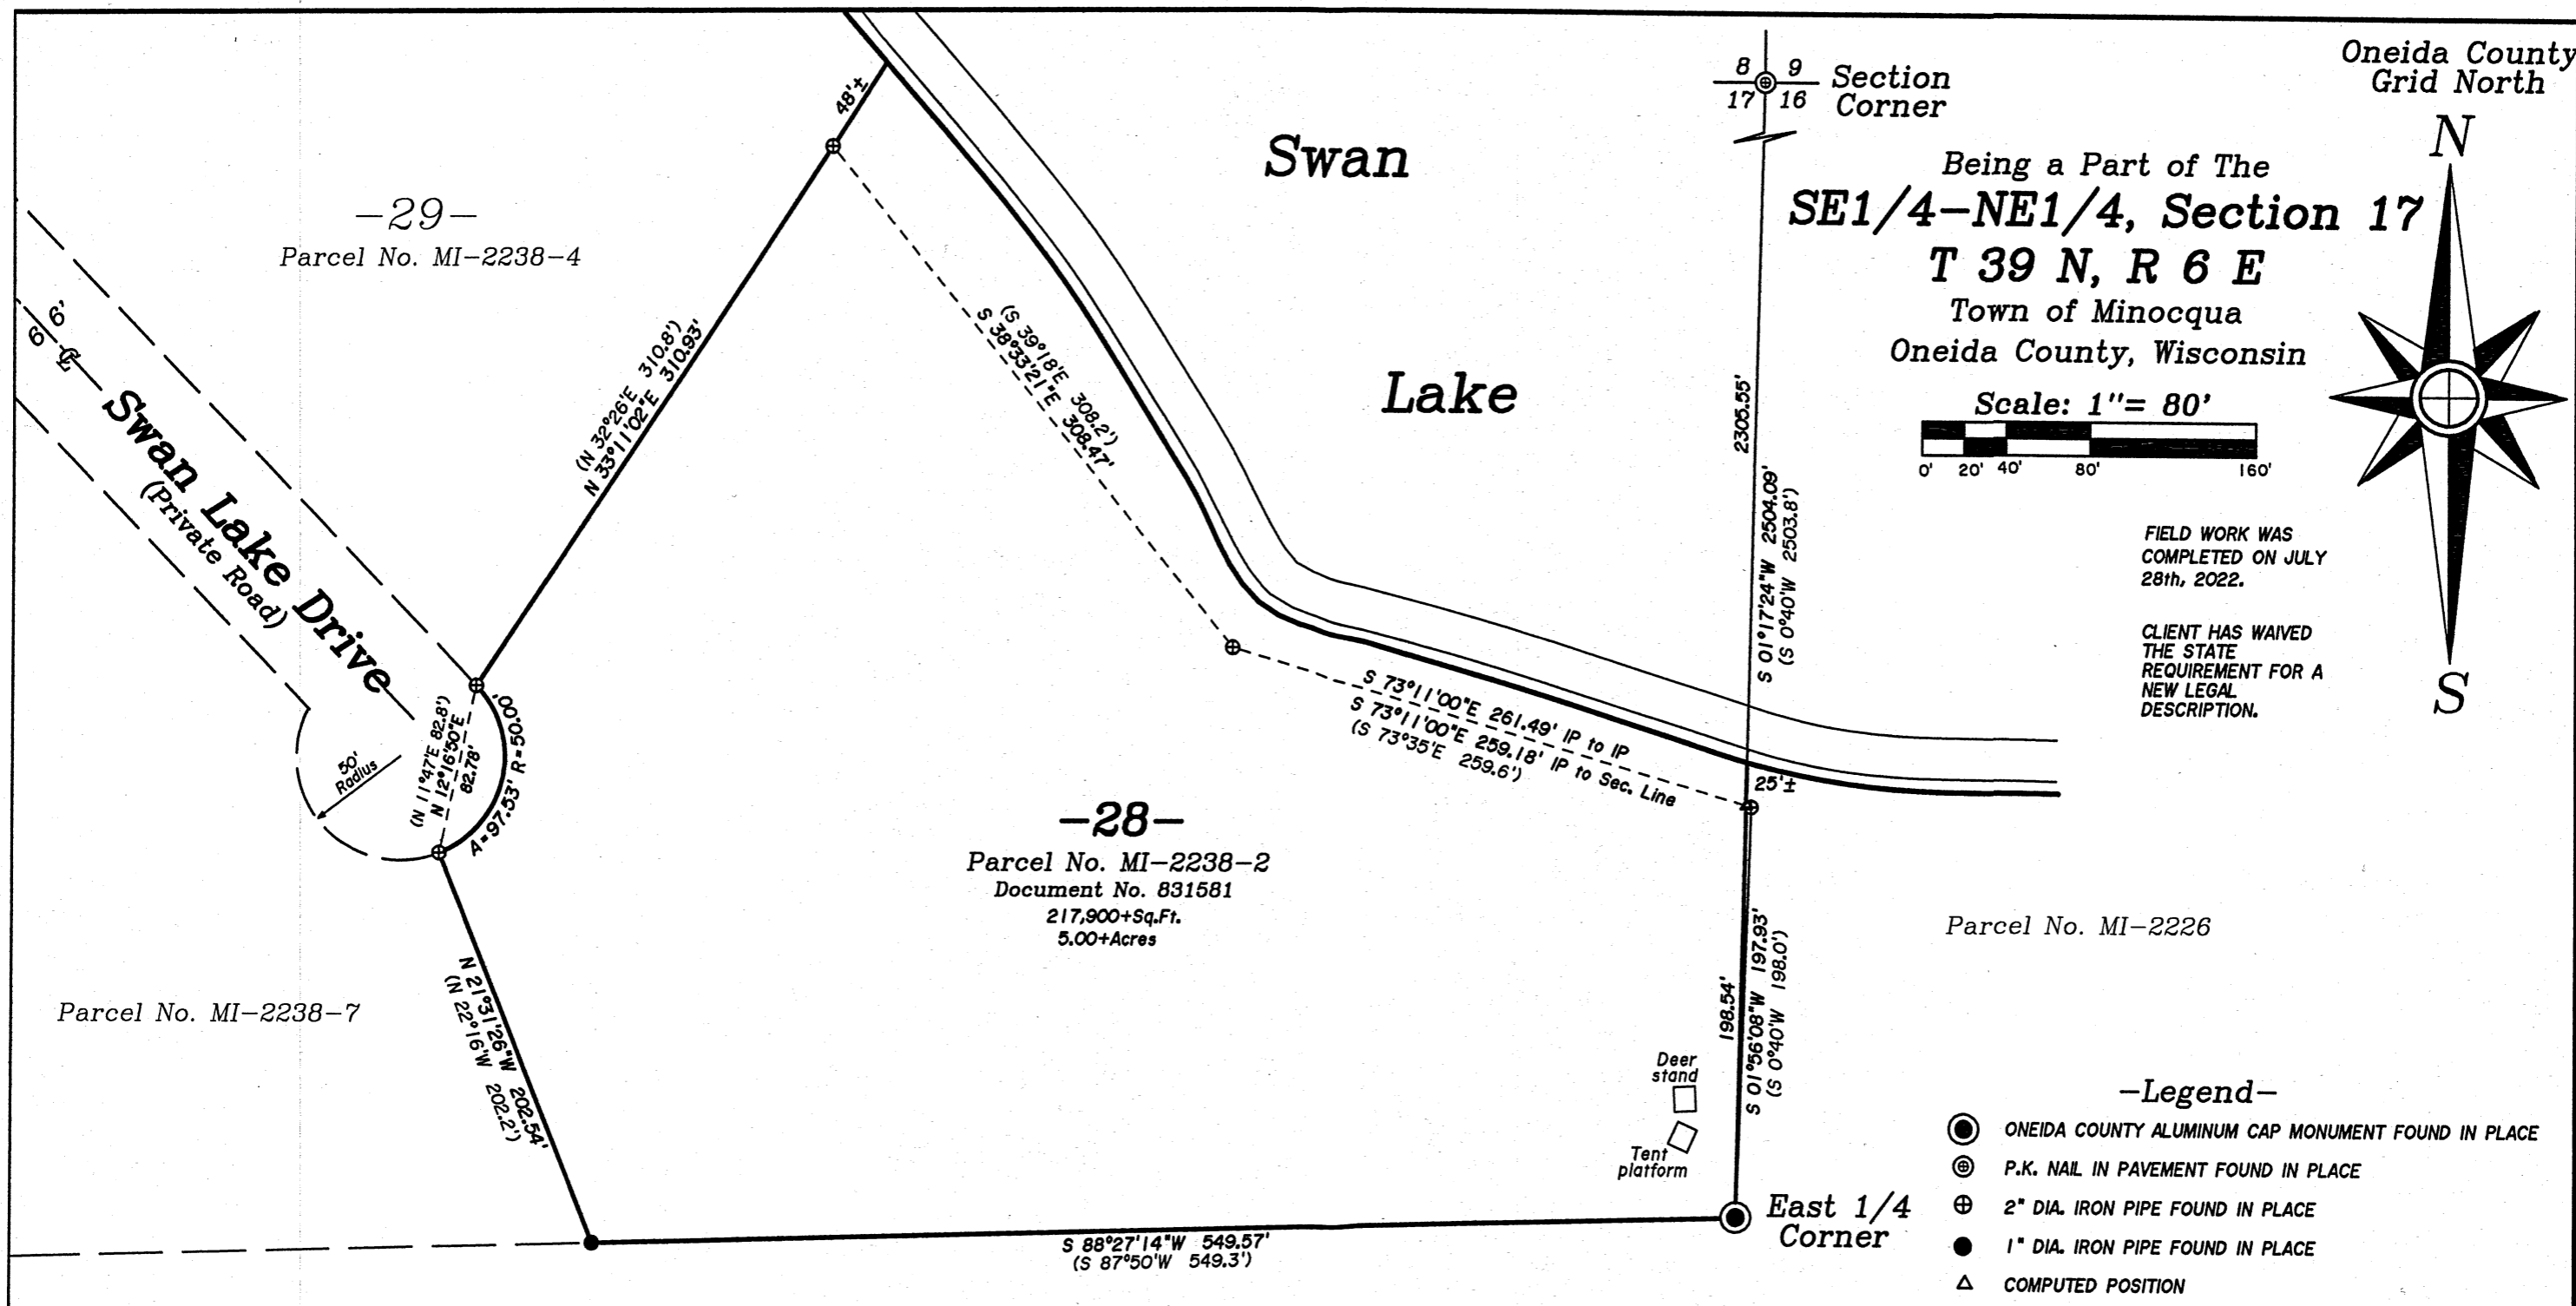 Oneida County
Grid North
N
S
8 9
17 16
Section
Corner
Being a Part of The
SE1/4-NE1/4, Section 17
T 39 N, R 6 E
Town of Minocqua
Oneida County, Wisconsin
Scale: 1"= 80'
0' 20' 40' 80' 160'
FIELD WORK WAS
COMPLETED ON JULY
28th, 2022.
CLIENT HAS WAIVED
THE STATE
REQUIREMENT FOR A
NEW LEGAL
DESCRIPTION.
Swan
Lake
48'±
-29-
Parcel No. MI-2238-4
(N 32°26'E 310.8')
N 33°11'02"E 310.93'
(S 39°18'E 308.2')
S 38°33'21"E 308.47'
66'
℄
Swan Lake Drive
(Private Road)
50'
Radius
(N 11°47'E 82.8')
N 12°16'50"E
82.78'
A=97.53' R=50.00'
S 73°11'00"E 261.49' IP to IP
S 73°11'00"E 259.18' IP to Sec. Line
(S 73°35'E 259.6')
2305.55'
S 01°17'24"W 2504.09'
(S 0°40'W 2503.8')
25'±
-28-
Parcel No. MI-2238-2
Document No. 831581
217,900+Sq.Ft.
5.00+Acres
Parcel No. MI-2226
198.54'
S 01°56'08"W 197.93'
(S 0°40'W 198.0')
Parcel No. MI-2238-7
N 21°31'26"W 202.54'
(N 22°16'W 202.2')
Deer
stand
Tent
platform
East 1/4
Corner
S 88°27'14"W 549.57'
(S 87°50'W 549.3')
-Legend-
ONEIDA COUNTY ALUMINUM CAP MONUMENT FOUND IN PLACE
P.K. NAIL IN PAVEMENT FOUND IN PLACE
2" DIA. IRON PIPE FOUND IN PLACE
1" DIA. IRON PIPE FOUND IN PLACE
COMPUTED POSITION